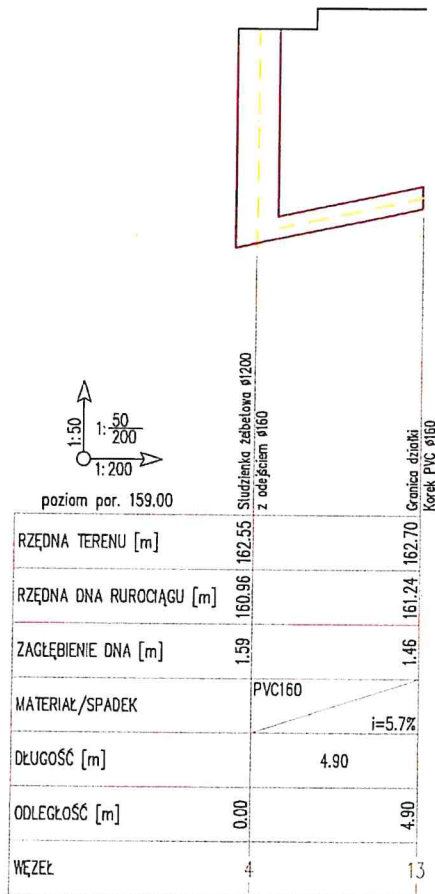 Studzienka żelbetowa ø1200
z odejściem ø160
Granica działki
Korek PVC ø160
1:50
1: 50/200
1:200
poziom por. 159.00
RZĘDNA TERENU [m] 162.55 162.70
RZĘDNA DNA RUROCIĄGU [m] 160.96 161.24
ZAGŁĘBIENIE DNA [m] 1.59 1.46
MATERIAŁ/SPADEK PVC160 i=5.7%
DŁUGOŚĆ [m] 4.90
ODLEGŁOŚĆ [m] 0.00 4.90
WĘZEŁ 4 13